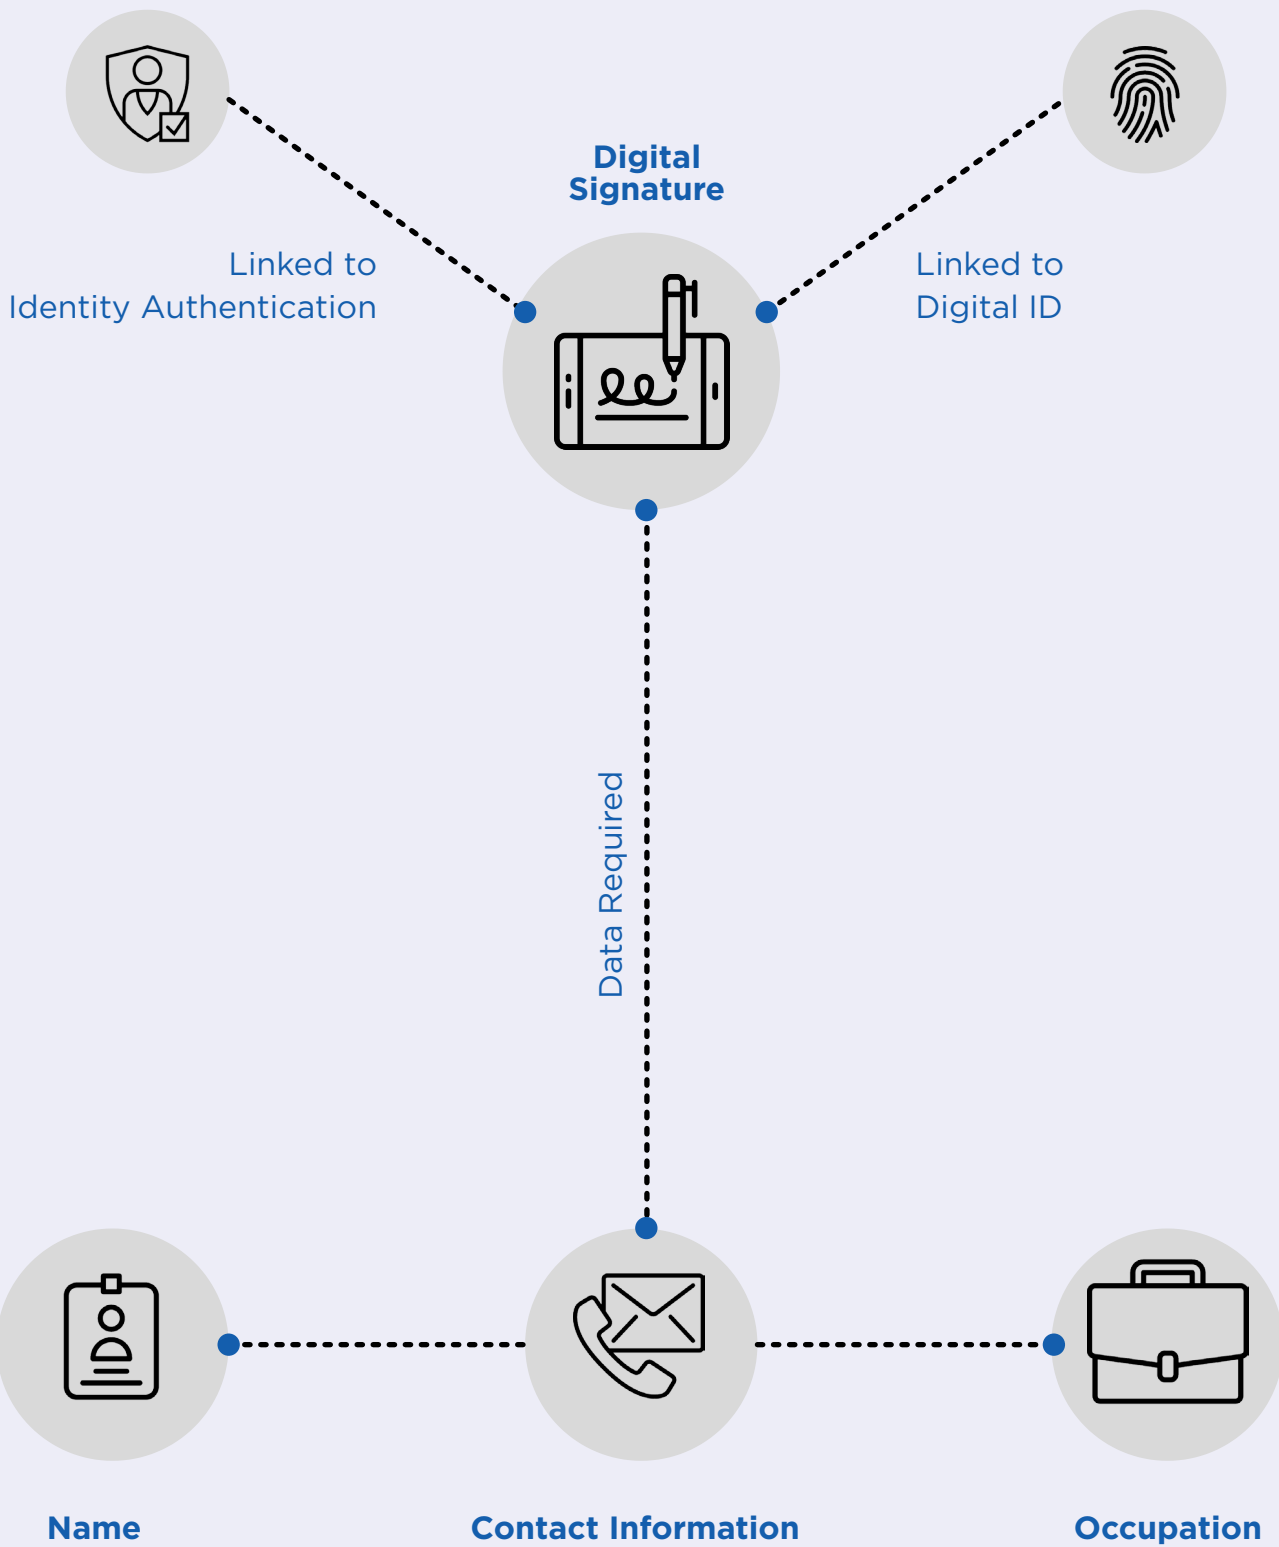 Digital
Signature
Linked to
Identity Authentication
Linked to
Digital ID
Data Required
Name
Contact Information
Occupation